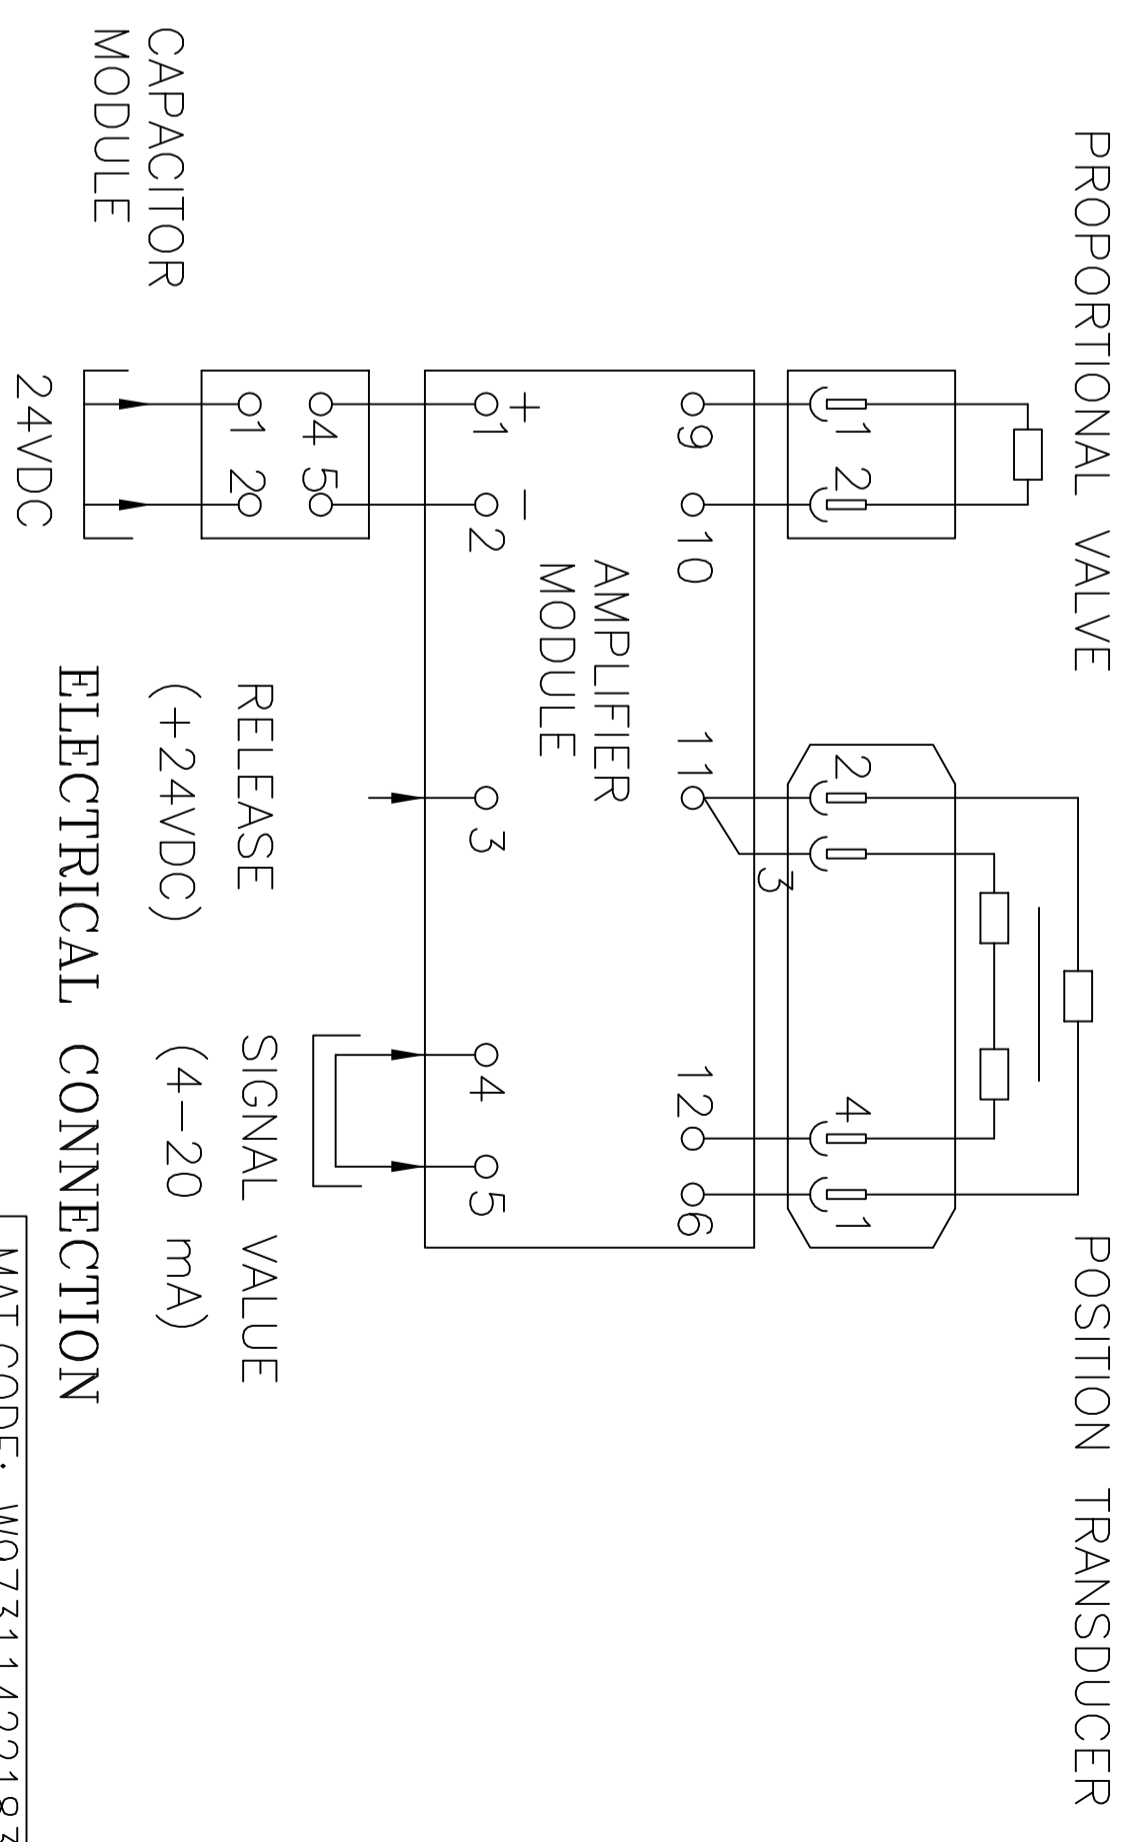 PROPORTIONAL VALVE
POSITION TRANSDUCER
1 2
2 3 4 1
9 10 11 12 6
AMPLIFIER
MODULE
+ −
1 2 3 4 5
4 5
1 2
CAPACITOR
MODULE
24VDC
RELEASE
(+24VDC)
SIGNAL VALUE
(4−20 mA)
ELECTRICAL CONNECTION